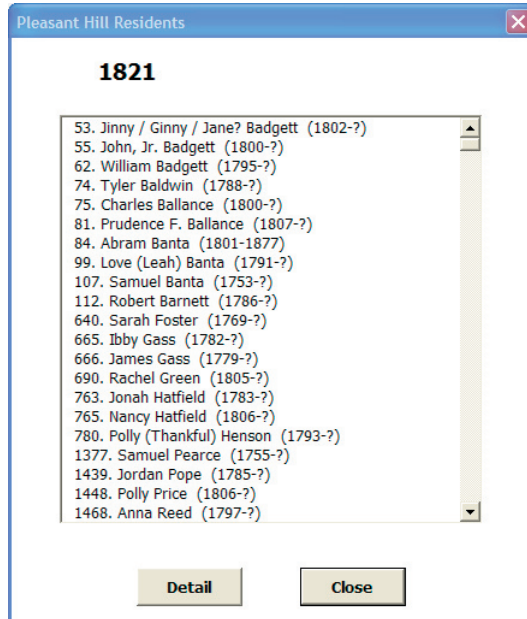 Pleasant Hill Residents
1821
53. Jinny / Ginny / Jane? Badgett (1802-?)
55. John, Jr. Badgett (1800-?)
62. William Badgett (1795-?)
74. Tyler Baldwin (1788-?)
75. Charles Ballance (1800-?)
81. Prudence F. Ballance (1807-?)
84. Abram Banta (1801-1877)
99. Love (Leah) Banta (1791-?)
107. Samuel Banta (1753-?)
112. Robert Barnett (1786-?)
640. Sarah Foster (1769-?)
665. Ibby Gass (1782-?)
666. James Gass (1779-?)
690. Rachel Green (1805-?)
763. Jonah Hatfield (1783-?)
765. Nancy Hatfield (1806-?)
780. Polly (Thankful) Henson (1793-?)
1377. Samuel Pearce (1755-?)
1439. Jordan Pope (1785-?)
1448. Polly Price (1806-?)
1468. Anna Reed (1797-?)
Detail Close